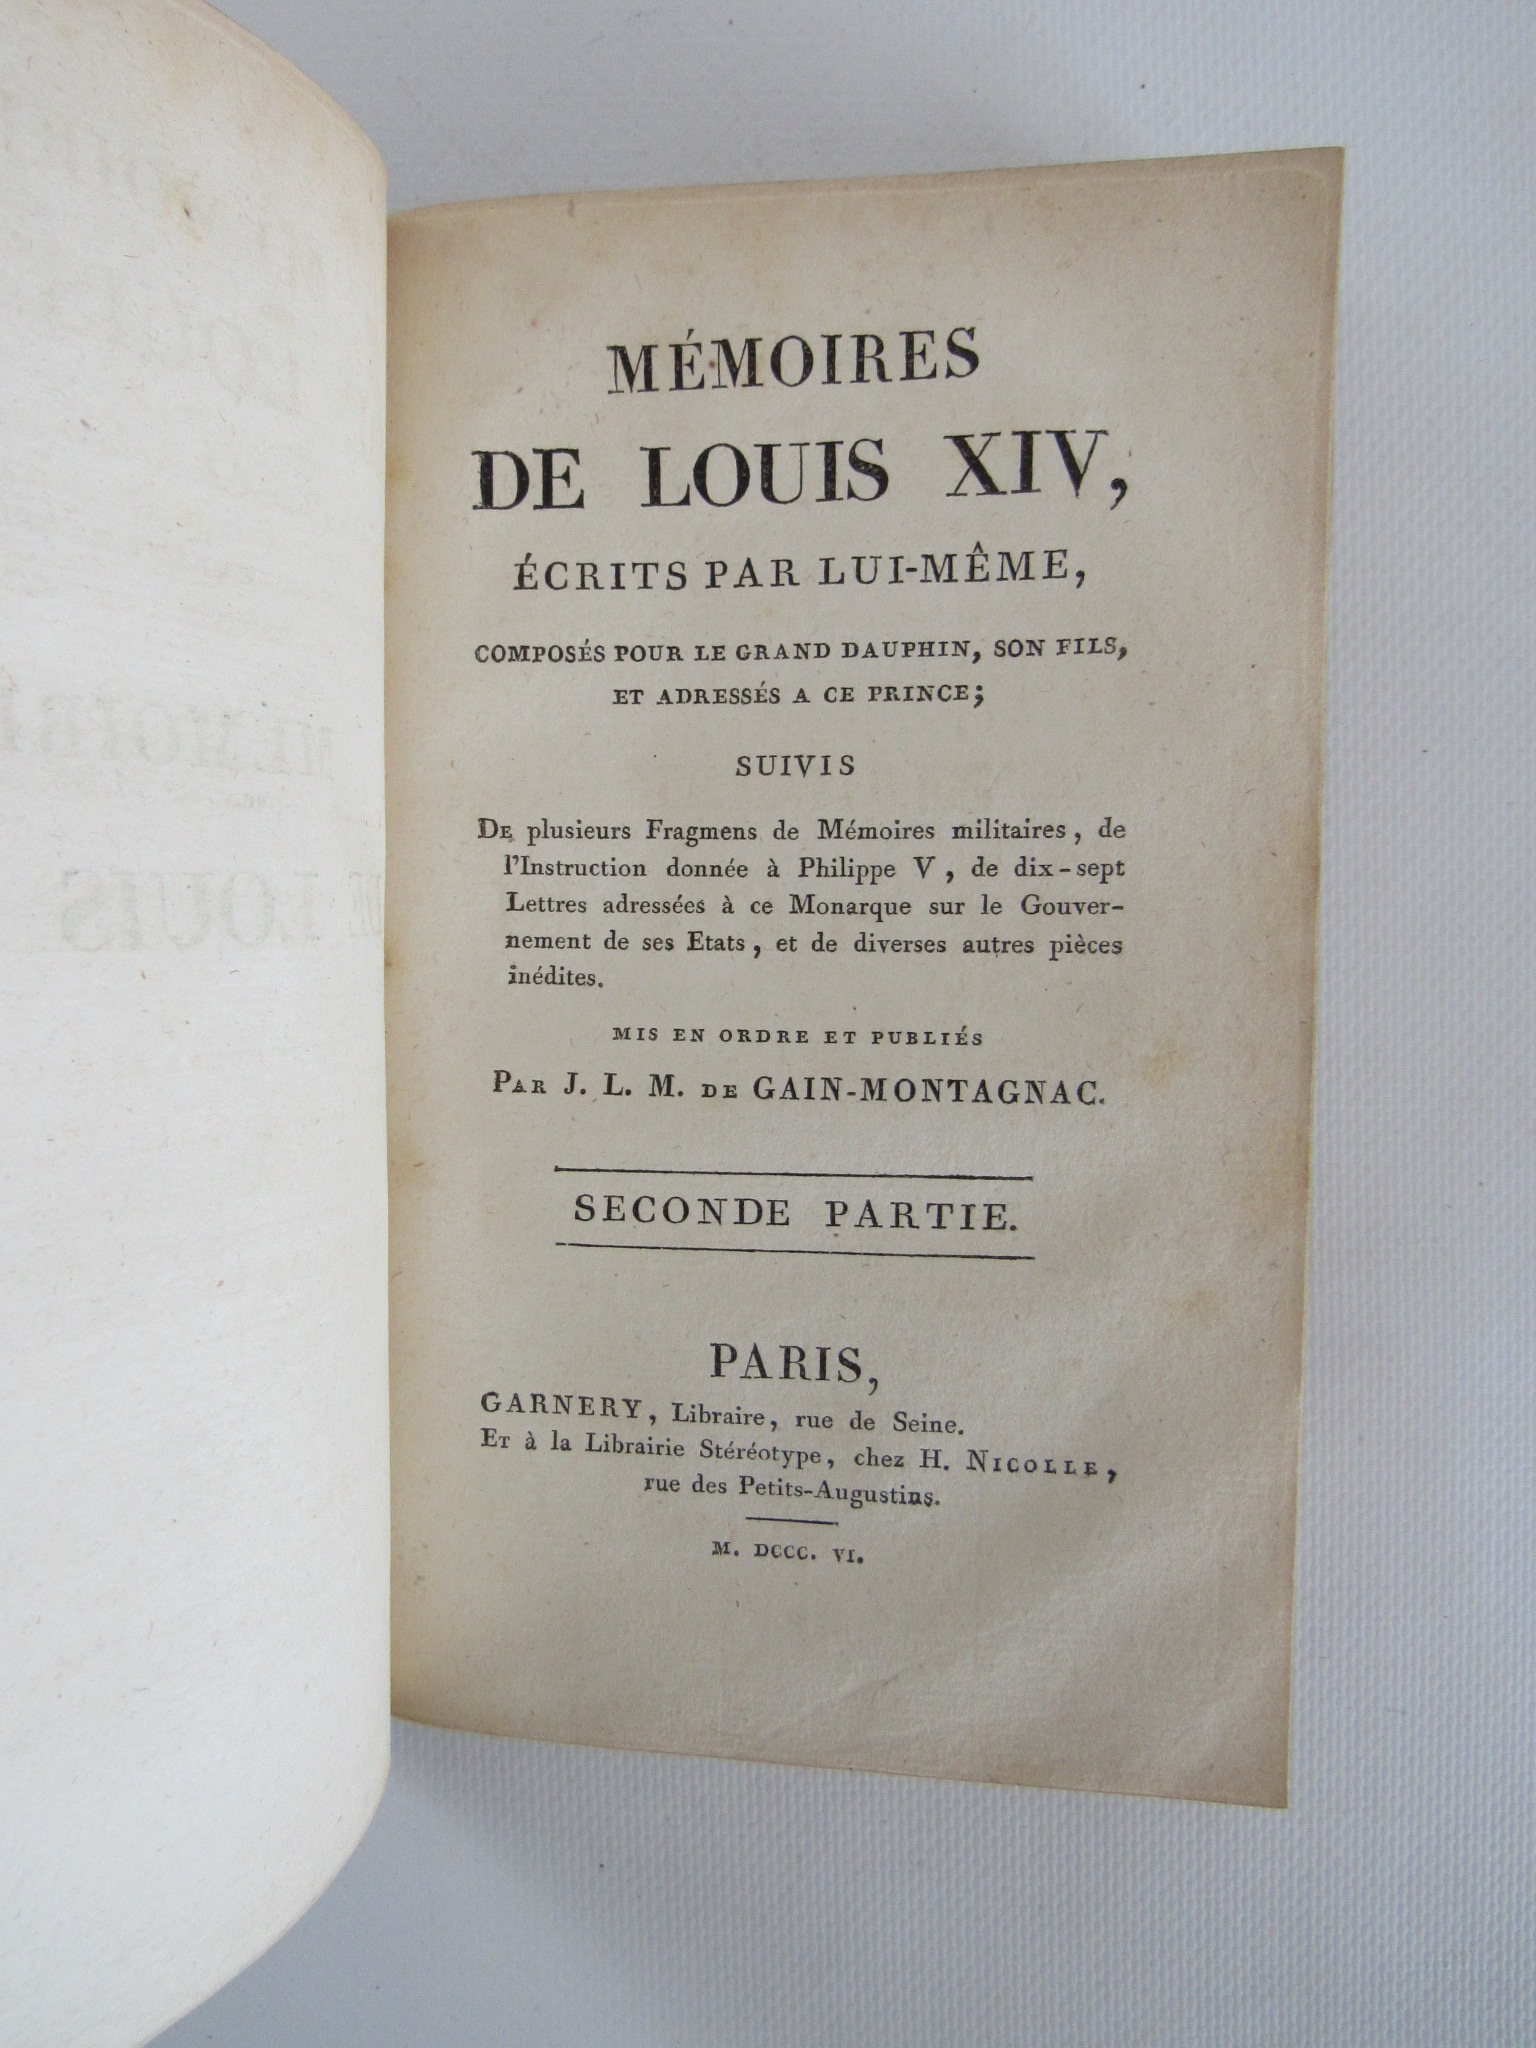 MÉMOIRES
DE LOUIS XIV,
ÉCRITS PAR LUI-MÊME,
COMPOSÉS POUR LE GRAND DAUPHIN, SON FILS,
ET ADRESSÉS A CE PRINCE;
SUIVIS
DE plusieurs Fragmens de Mémoires militaires, de
l'Instruction donnée à Philippe V, de dix-sept
Lettres adressées à ce Monarque sur le Gouver-
nement de ses Etats, et de diverses autres pièces
inédites.
MIS EN ORDRE ET PUBLIÉS
PAR J. L. M. DE GAIN-MONTAGNAC.
SECONDE PARTIE.
PARIS,
GARNERY, Libraire, rue de Seine.
ET à la Librairie Stéréotype, chez H. NICOLLE,
rue des Petits-Augustins.
M. DCCC. VI.